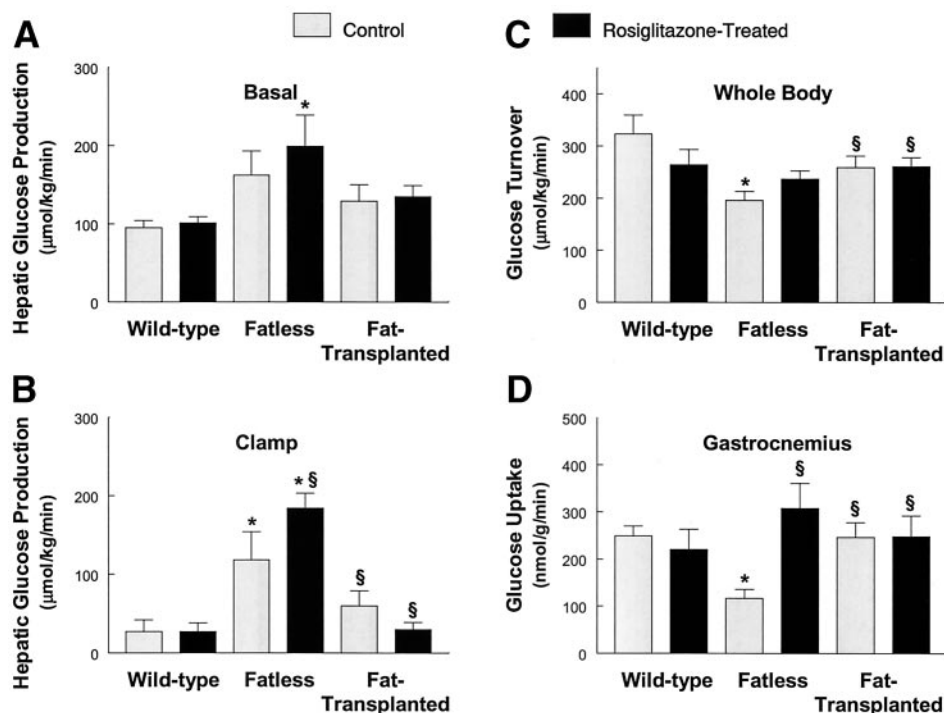 A
Control
C
Rosiglitazone-Treated
Hepatic Glucose Production
(µmol/kg/min)
300
200
100
0
Basal
*
Wild-type
Fatless
Fat-
Transplanted
Glucose Turnover
(µmol/kg/min)
400
300
200
100
0
Whole Body
*
§
§
Wild-type
Fatless
Fat-
Transplanted
B
Hepatic Glucose Production
(µmol/kg/min)
300
200
100
0
Clamp
*
* §
§
§
Wild-type
Fatless
Fat-
Transplanted
D
Glucose Uptake
(nmol/g/min)
500
400
300
200
100
0
Gastrocnemius
*
§
§
§
Wild-type
Fatless
Fat-
Transplanted